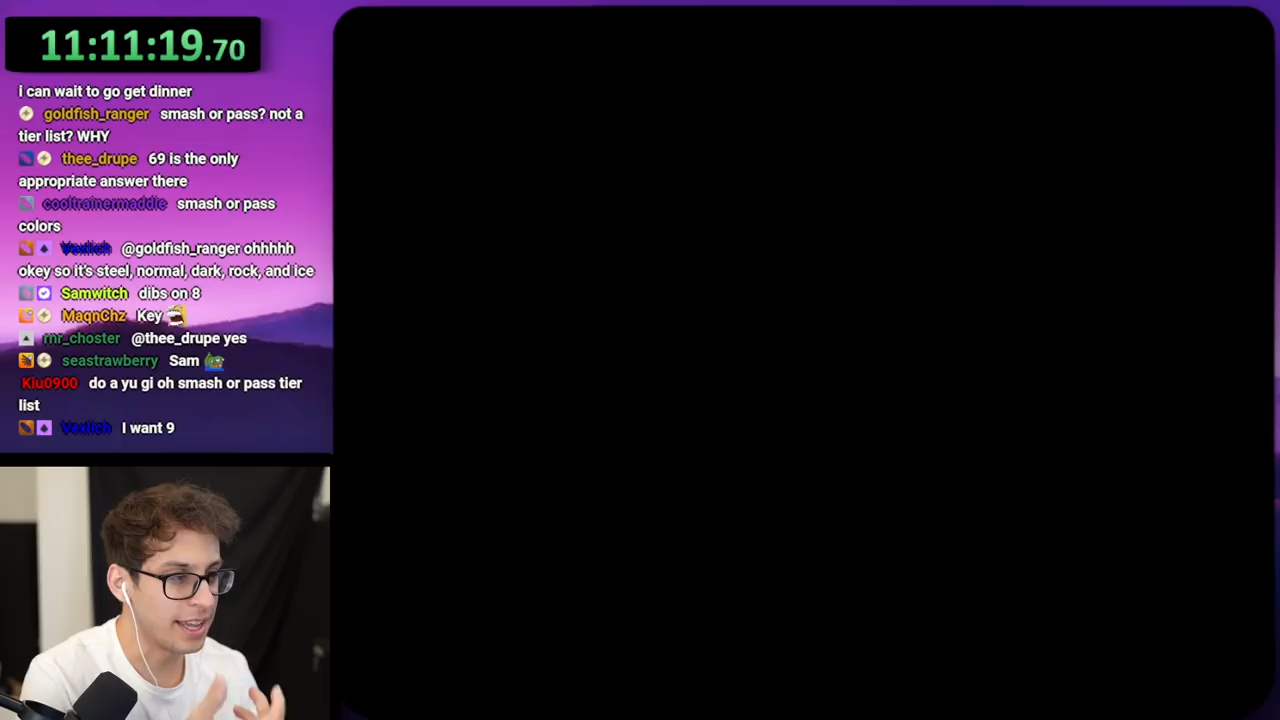 11:11:19.70
i can wait to go get dinner
goldfish_ranger smash or pass? not a
tier list? WHY
thee_drupe 69 is the only
appropriate answer there
cooltrainermaddie smash or pass
colors
Vexlich @goldfish_ranger ohhhhh
okey so it's steel, normal, dark, rock, and ice
Samwitch dibs on 8
MaqnChz Key
rnr_choster @thee_drupe yes
seastrawberry Sam
Kiu0900 do a yu gi oh smash or pass tier
list
Vexlich I want 9